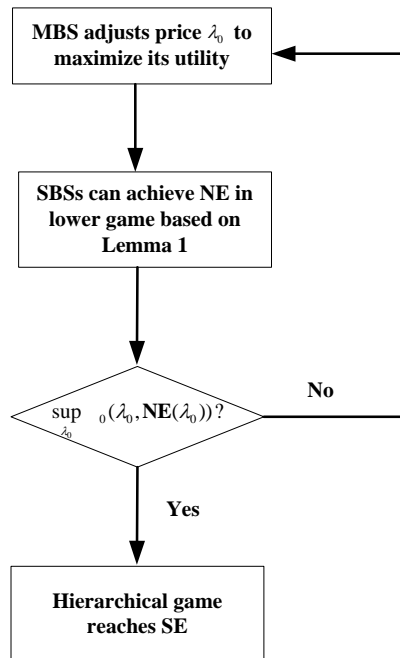 MBS adjusts price λ₀ to
maximize its utility
SBSs can achieve NE in
lower game based on
Lemma 1
sup ₀(λ₀, NE(λ₀)) ?
λ₀
No
Yes
Hierarchical game
reaches SE